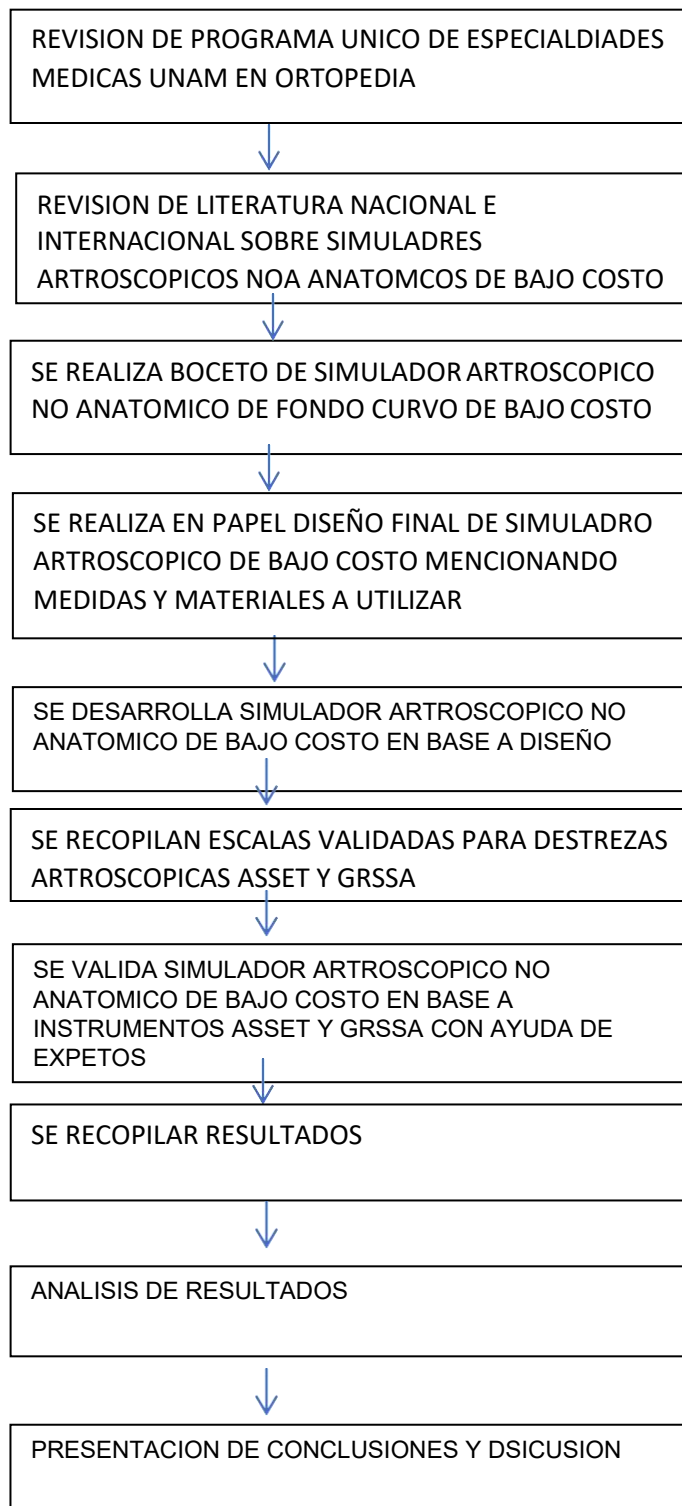 REVISION DE PROGRAMA UNICO DE ESPECIALDIADES
MEDICAS UNAM EN ORTOPEDIA
REVISION DE LITERATURA NACIONAL E
INTERNACIONAL SOBRE SIMULADRES
ARTROSCOPICOS NOA ANATOMCOS DE BAJO COSTO
SE REALIZA BOCETO DE SIMULADOR ARTROSCOPICO
NO ANATOMICO DE FONDO CURVO DE BAJO COSTO
SE REALIZA EN PAPEL DISEÑO FINAL DE SIMULADRO
ARTROSCOPICO DE BAJO COSTO MENCIONANDO
MEDIDAS Y MATERIALES A UTILIZAR
SE DESARROLLA SIMULADOR ARTROSCOPICO NO
ANATOMICO DE BAJO COSTO EN BASE A DISEÑO
SE RECOPILAN ESCALAS VALIDADAS PARA DESTREZAS
ARTROSCOPICAS ASSET Y GRSSA
SE VALIDA SIMULADOR ARTROSCOPICO NO
ANATOMICO DE BAJO COSTO EN BASE A
INSTRUMENTOS ASSET Y GRSSA CON AYUDA DE
EXPETOS
SE RECOPILAR RESULTADOS
ANALISIS DE RESULTADOS
PRESENTACION DE CONCLUSIONES Y DSICUSION